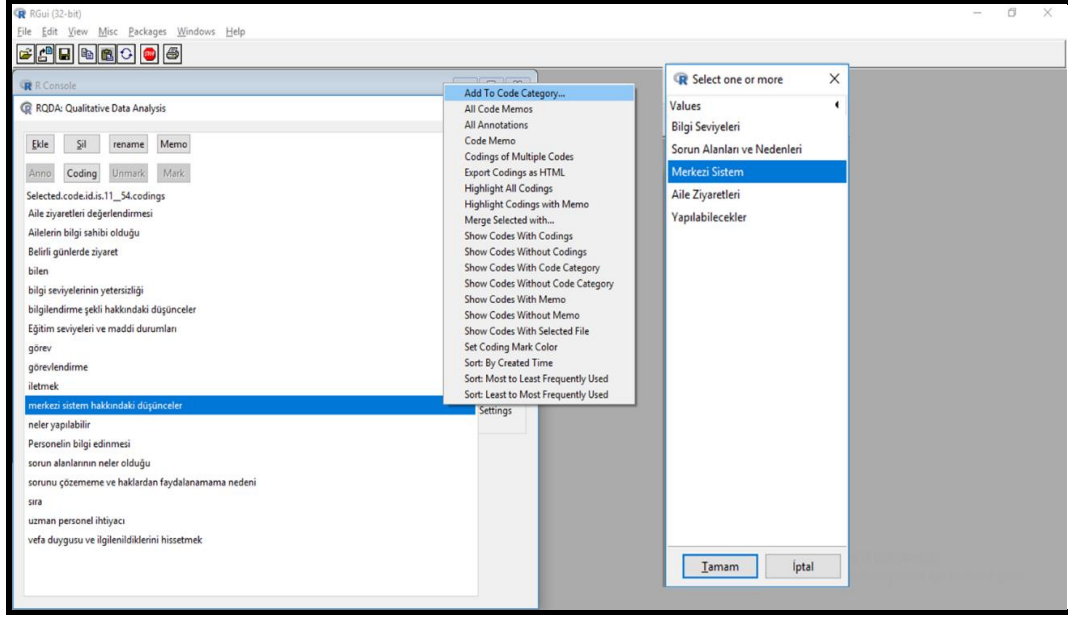 RGui (32-bit)
File Edit View Misc Packages Windows Help
STOP
R Console
RQDA: Qualitative Data Analysis
Ekle Sil rename Memo
Anno Coding Unmark Mark
Selected.code.id.is.11__54.codings
Aile ziyaretleri değerlendirmesi
Ailelerin bilgi sahibi olduğu
Belirli günlerde ziyaret
bilen
bilgi seviyelerinin yetersizliği
bilgilendirme şekli hakkındaki düşünceler
Eğitim seviyeleri ve maddi durumları
görev
görevlendirme
iletmek
merkezi sistem hakkındaki düşünceler
neler yapılabilir
Personelin bilgi edinmesi
sorun alanlarının neler olduğu
sorunu çözememe ve haklardan faydalanamama nedeni
sıra
uzman personel ihtiyacı
vefa duygusu ve ilgilenildiklerini hissetmek
Add To Code Category...
All Code Memos
All Annotations
Code Memo
Codings of Multiple Codes
Export Codings as HTML
Highlight All Codings
Highlight Codings with Memo
Merge Selected with...
Show Codes With Codings
Show Codes Without Codings
Show Codes With Code Category
Show Codes Without Code Category
Show Codes With Memo
Show Codes Without Memo
Show Codes With Selected File
Set Coding Mark Color
Sort: By Created Time
Sort: Most to Least Frequently Used
Sort: Least to Most Frequently Used
Settings
Select one or more
Values
Bilgi Seviyeleri
Sorun Alanları ve Nedenleri
Merkezi Sistem
Aile Ziyaretleri
Yapılabilecekler
Tamam İptal